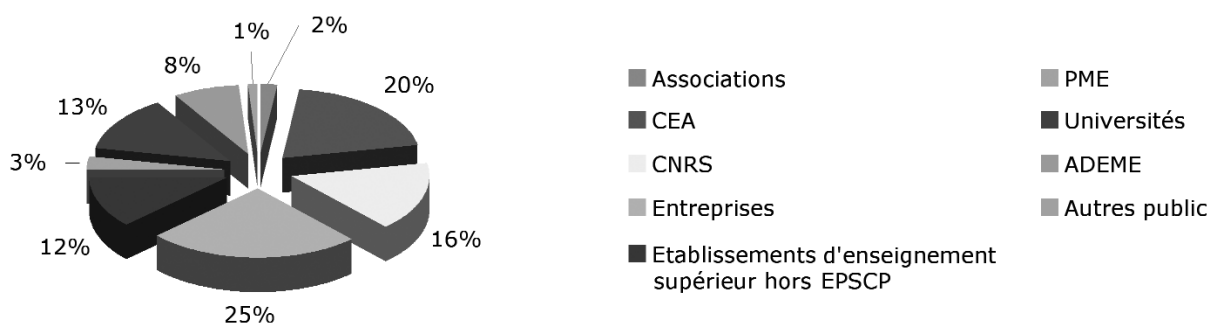 1%
2%
8%
20%
13%
3%
12%
16%
25%
Associations
CEA
CNRS
Entreprises
Etablissements d'enseignement
supérieur hors EPSCP
PME
Universités
ADEME
Autres public